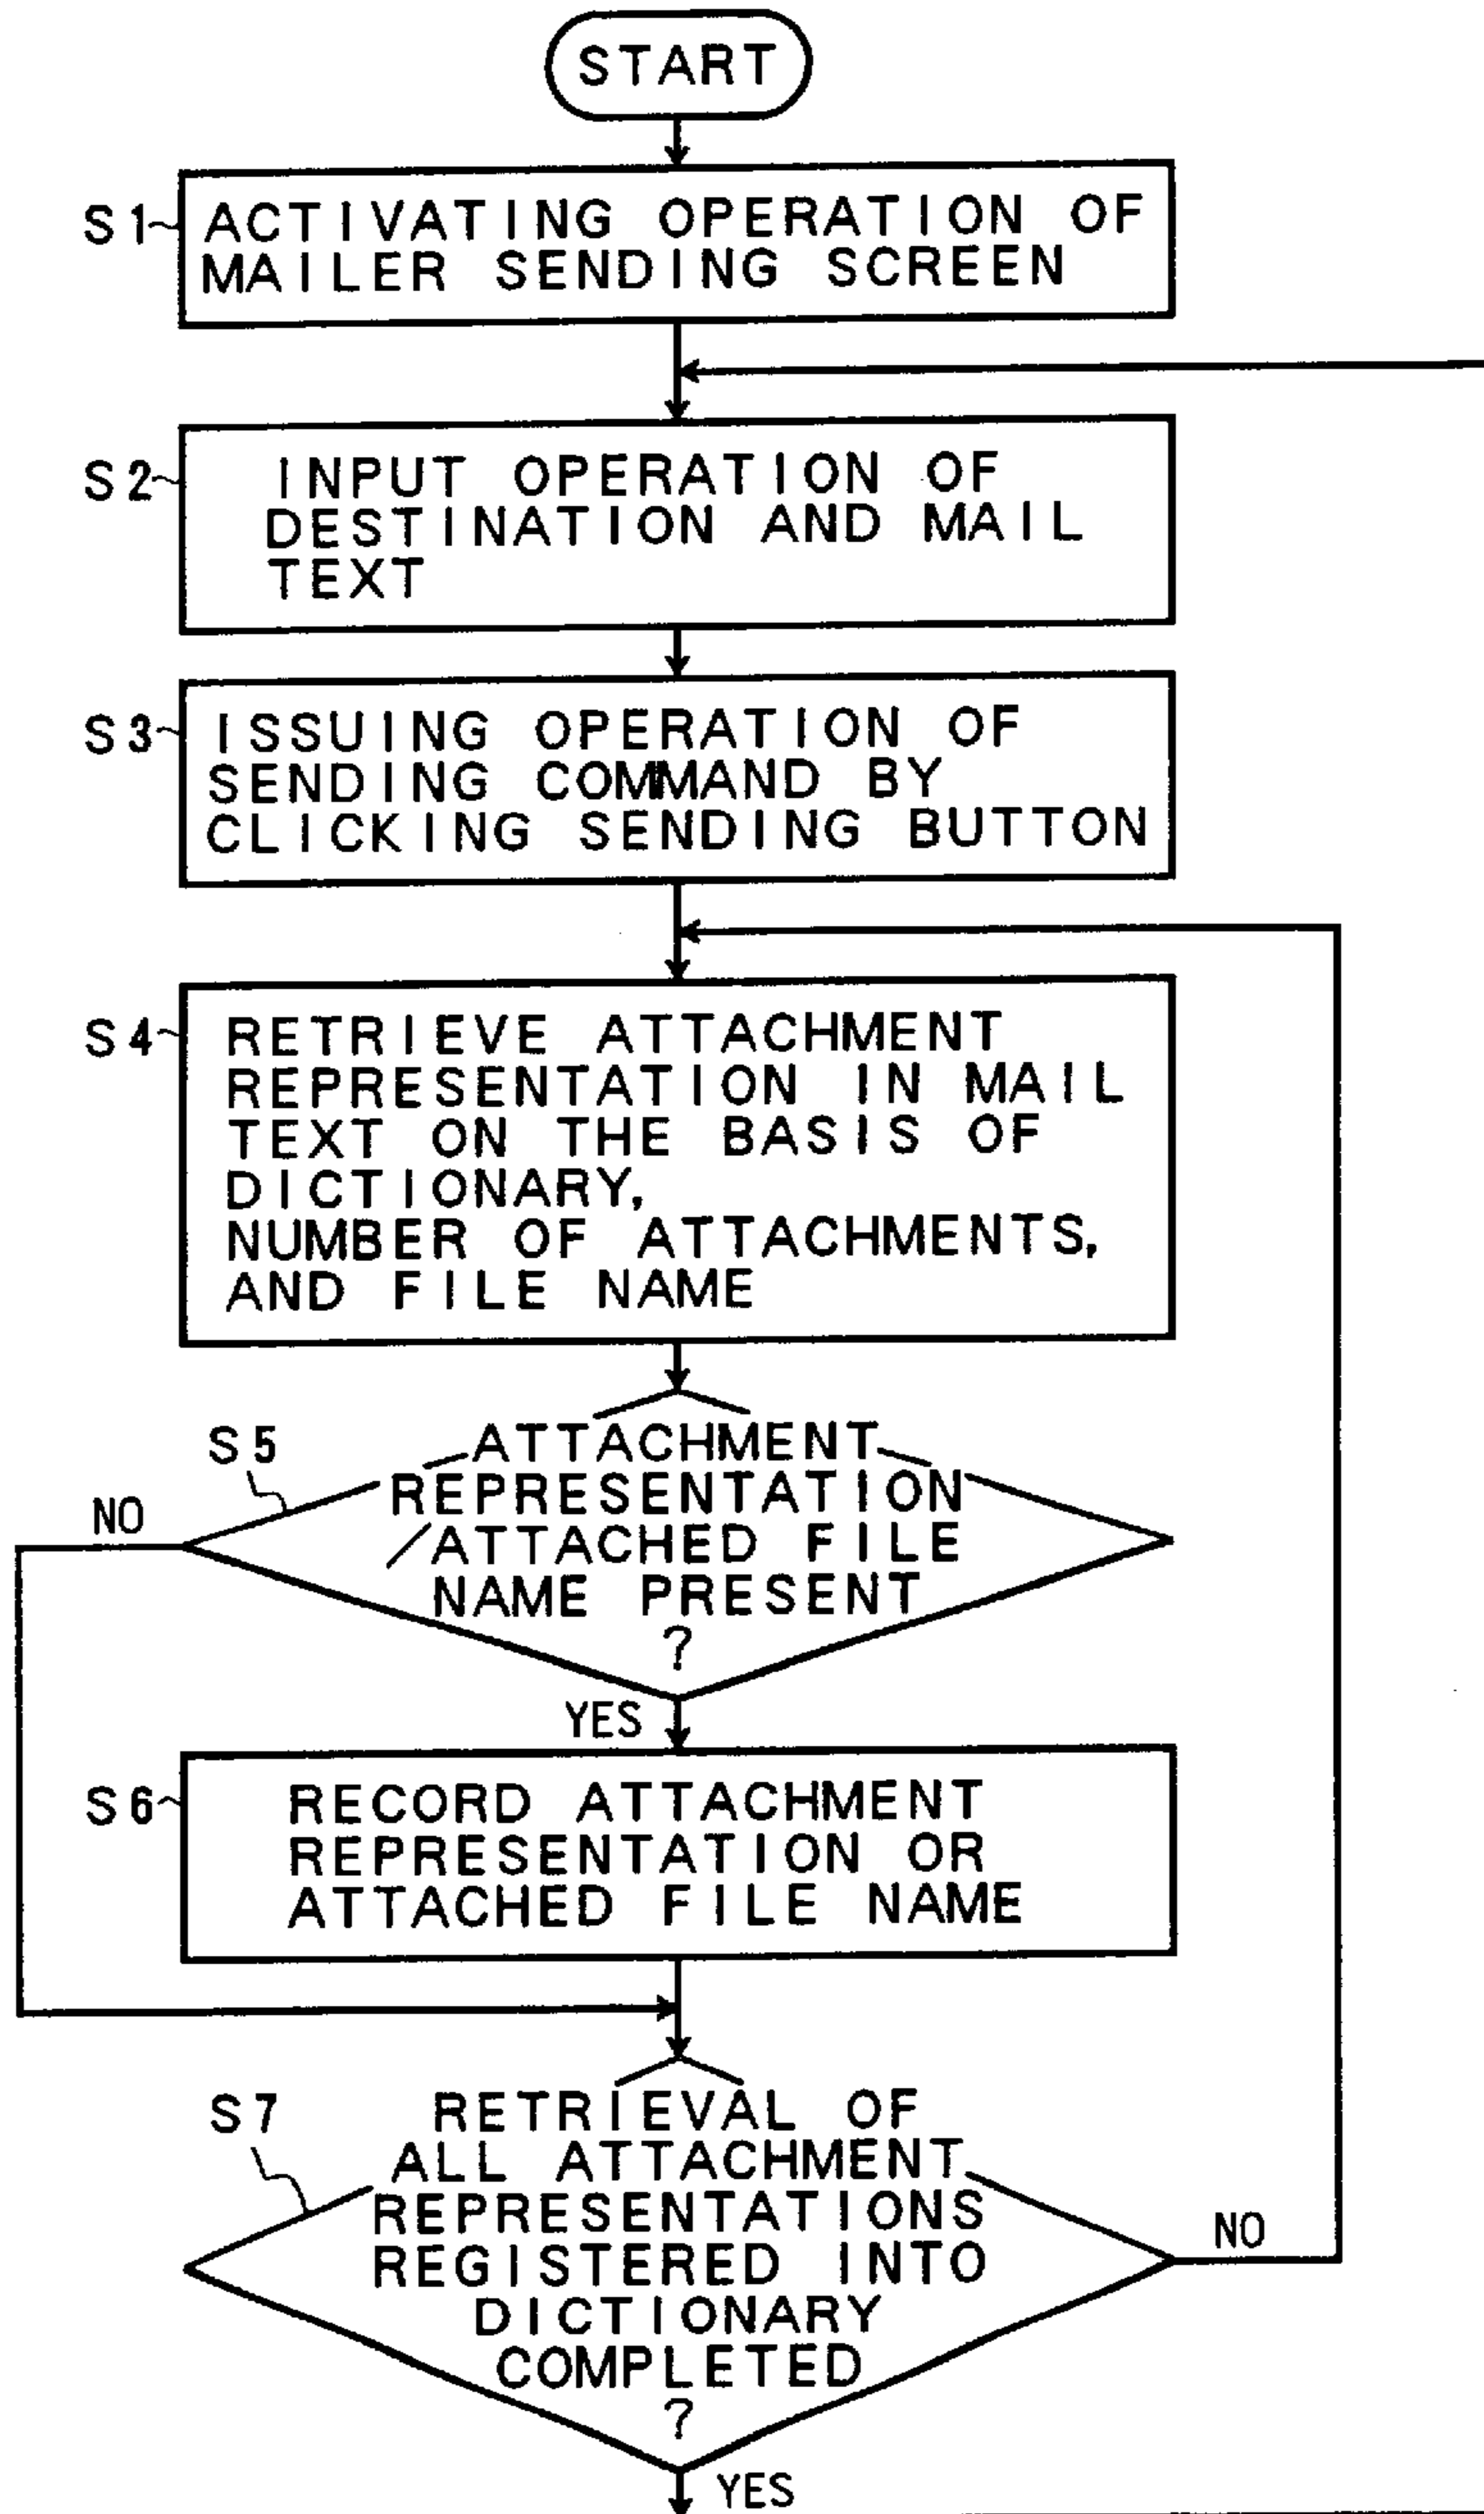 START
S1
ACTIVATING OPERATION OF
MAILER SENDING SCREEN
S2
INPUT OPERATION OF
DESTINATION AND MAIL
TEXT
S3
ISSUING OPERATION OF
SENDING COMMAND BY
CLICKING SENDING BUTTON
S4
RETRIEVE ATTACHMENT
REPRESENTATION IN MAIL
TEXT ON THE BASIS OF
DICTIONARY,
NUMBER OF ATTACHMENTS,
AND FILE NAME
S5
ATTACHMENT
REPRESENTATION
/ATTACHED FILE
NAME PRESENT
?
NO
YES
S6
RECORD ATTACHMENT
REPRESENTATION OR
ATTACHED FILE NAME
S7
RETRIEVAL OF
ALL ATTACHMENT
REPRESENTATIONS
REGISTERED INTO
DICTIONARY
COMPLETED
?
NO
YES